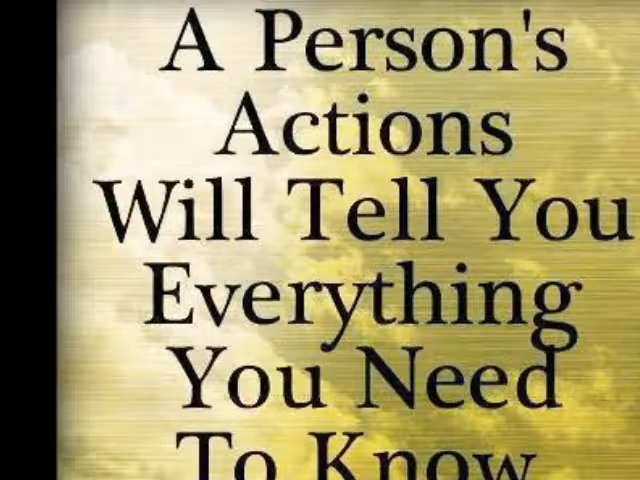 A Person's
Actions
Will Tell You
Everything
You Need
To Know